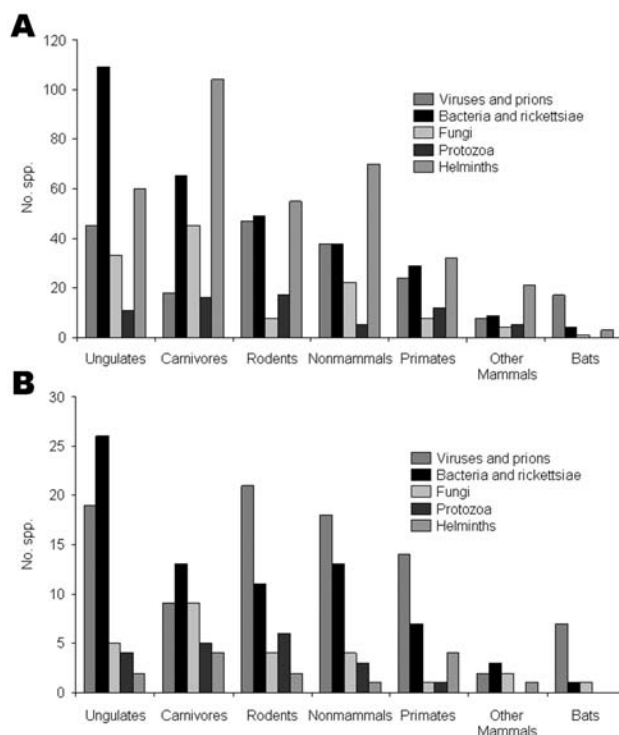 A
120
100
80
60
40
20
0
No. spp.
Viruses and prions
Bacteria and rickettsiae
Fungi
Protozoa
Helminths
Ungulates Carnivores Rodents Nonmammals Primates Other Mammals Bats
B
30
25
20
15
10
5
0
No. spp.
Viruses and prions
Bacteria and rickettsiae
Fungi
Protozoa
Helminths
Ungulates Carnivores Rodents Nonmammals Primates Other Mammals Bats